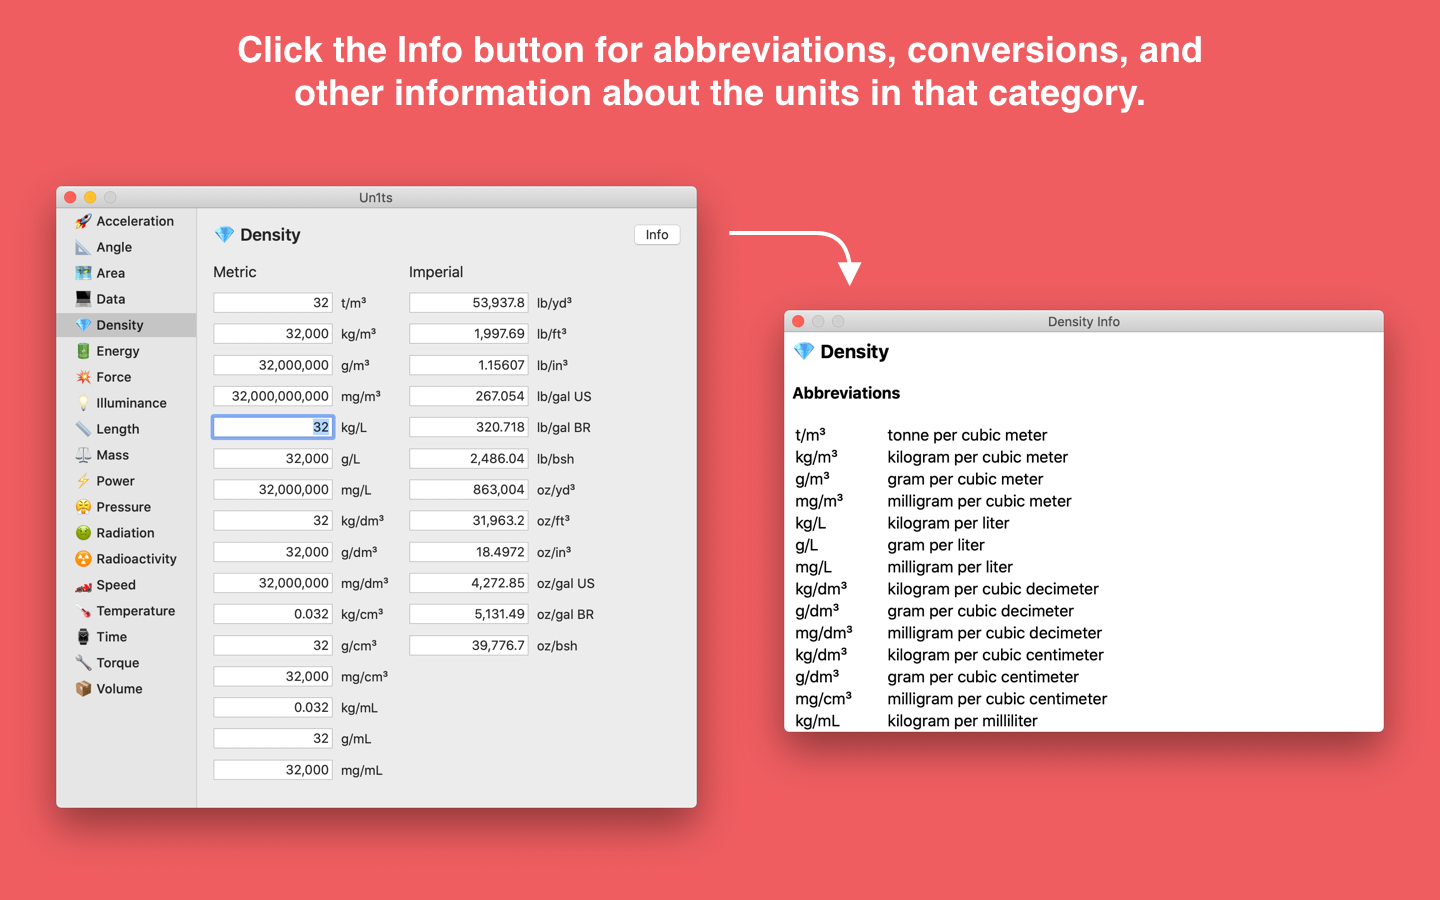 Click the Info button for abbreviations, conversions, and
other information about the units in that category.
Un1ts
Acceleration
Angle
Area
Data
Density
Energy
Force
Illuminance
Length
Mass
Power
Pressure
Radiation
Radioactivity
Speed
Temperature
Time
Torque
Volume
Density
Info
Metric
Imperial
32 t/m³ 53,937.8 lb/yd³
32,000 kg/m³ 1,997.69 lb/ft³
32,000,000 g/m³ 1.15607 lb/in³
32,000,000,000 mg/m³ 267.054 lb/gal US
32 kg/L 320.718 lb/gal BR
32,000 g/L 2,486.04 lb/bsh
32,000,000 mg/L 863,004 oz/yd³
32 kg/dm³ 31,963.2 oz/ft³
32,000 g/dm³ 18.4972 oz/in³
32,000,000 mg/dm³ 4,272.85 oz/gal US
0.032 kg/cm³ 5,131.49 oz/gal BR
32 g/cm³ 39,776.7 oz/bsh
32,000 mg/cm³
0.032 kg/mL
32 g/mL
32,000 mg/mL
Density Info
Density
Abbreviations
t/m³ tonne per cubic meter
kg/m³ kilogram per cubic meter
g/m³ gram per cubic meter
mg/m³ milligram per cubic meter
kg/L kilogram per liter
g/L gram per liter
mg/L milligram per liter
kg/dm³ kilogram per cubic decimeter
g/dm³ gram per cubic decimeter
mg/dm³ milligram per cubic decimeter
kg/dm³ kilogram per cubic centimeter
g/dm³ gram per cubic centimeter
mg/cm³ milligram per cubic centimeter
kg/mL kilogram per milliliter